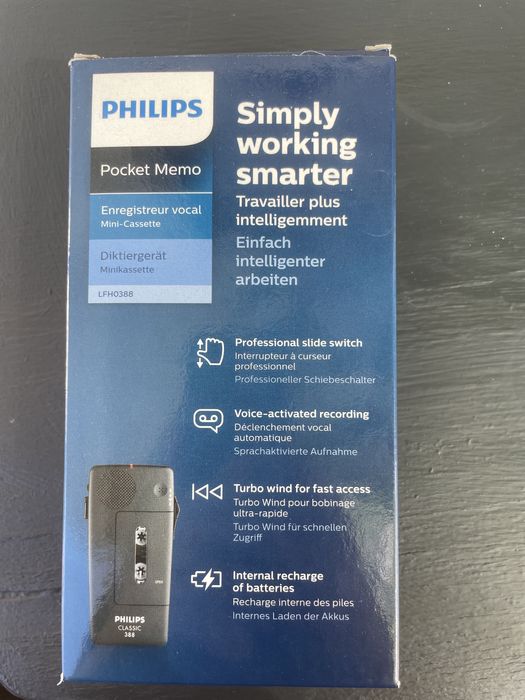 PHILIPS
Pocket Memo
Enregistreur vocal
Mini-Cassette
Diktiergerät
Minikassette
LFH0388
Simply
working
smarter
Travailler plus
intelligemment
Einfach
intelligenter
arbeiten
Professional slide switch
Interrupteur à curseur
professionnel
Professioneller Schiebeschalter
Voice-activated recording
Déclenchement vocal
automatique
Sprachaktivierte Aufnahme
Turbo wind for fast access
Turbo Wind pour bobinage
ultra-rapide
Turbo Wind für schnellen
Zugriff
Internal recharge
of batteries
Recharge interne des piles
Internes Laden der Akkus
PHILIPS
CLASSIC
388